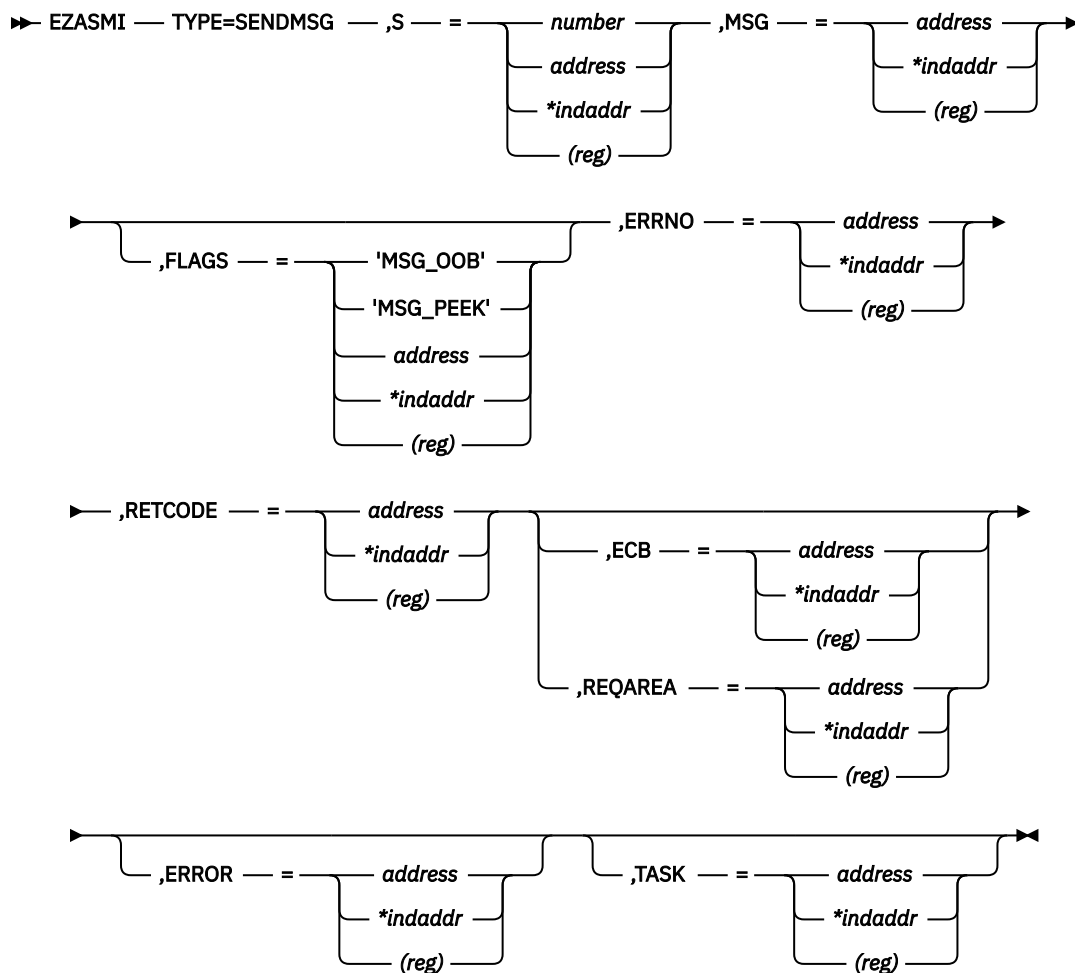 EZASMI TYPE=SENDMSG ,S = number ,MSG = address
address *indaddr
*indaddr (reg)
(reg)
,ERRNO = address
,FLAGS = 'MSG_OOB' *indaddr
'MSG_PEEK' (reg)
address
*indaddr
(reg)
,RETCODE = address
*indaddr ,ECB = address
(reg) *indaddr
(reg)
,REQAREA = address
*indaddr
(reg)
,ERROR = address ,TASK = address
*indaddr *indaddr
(reg) (reg)